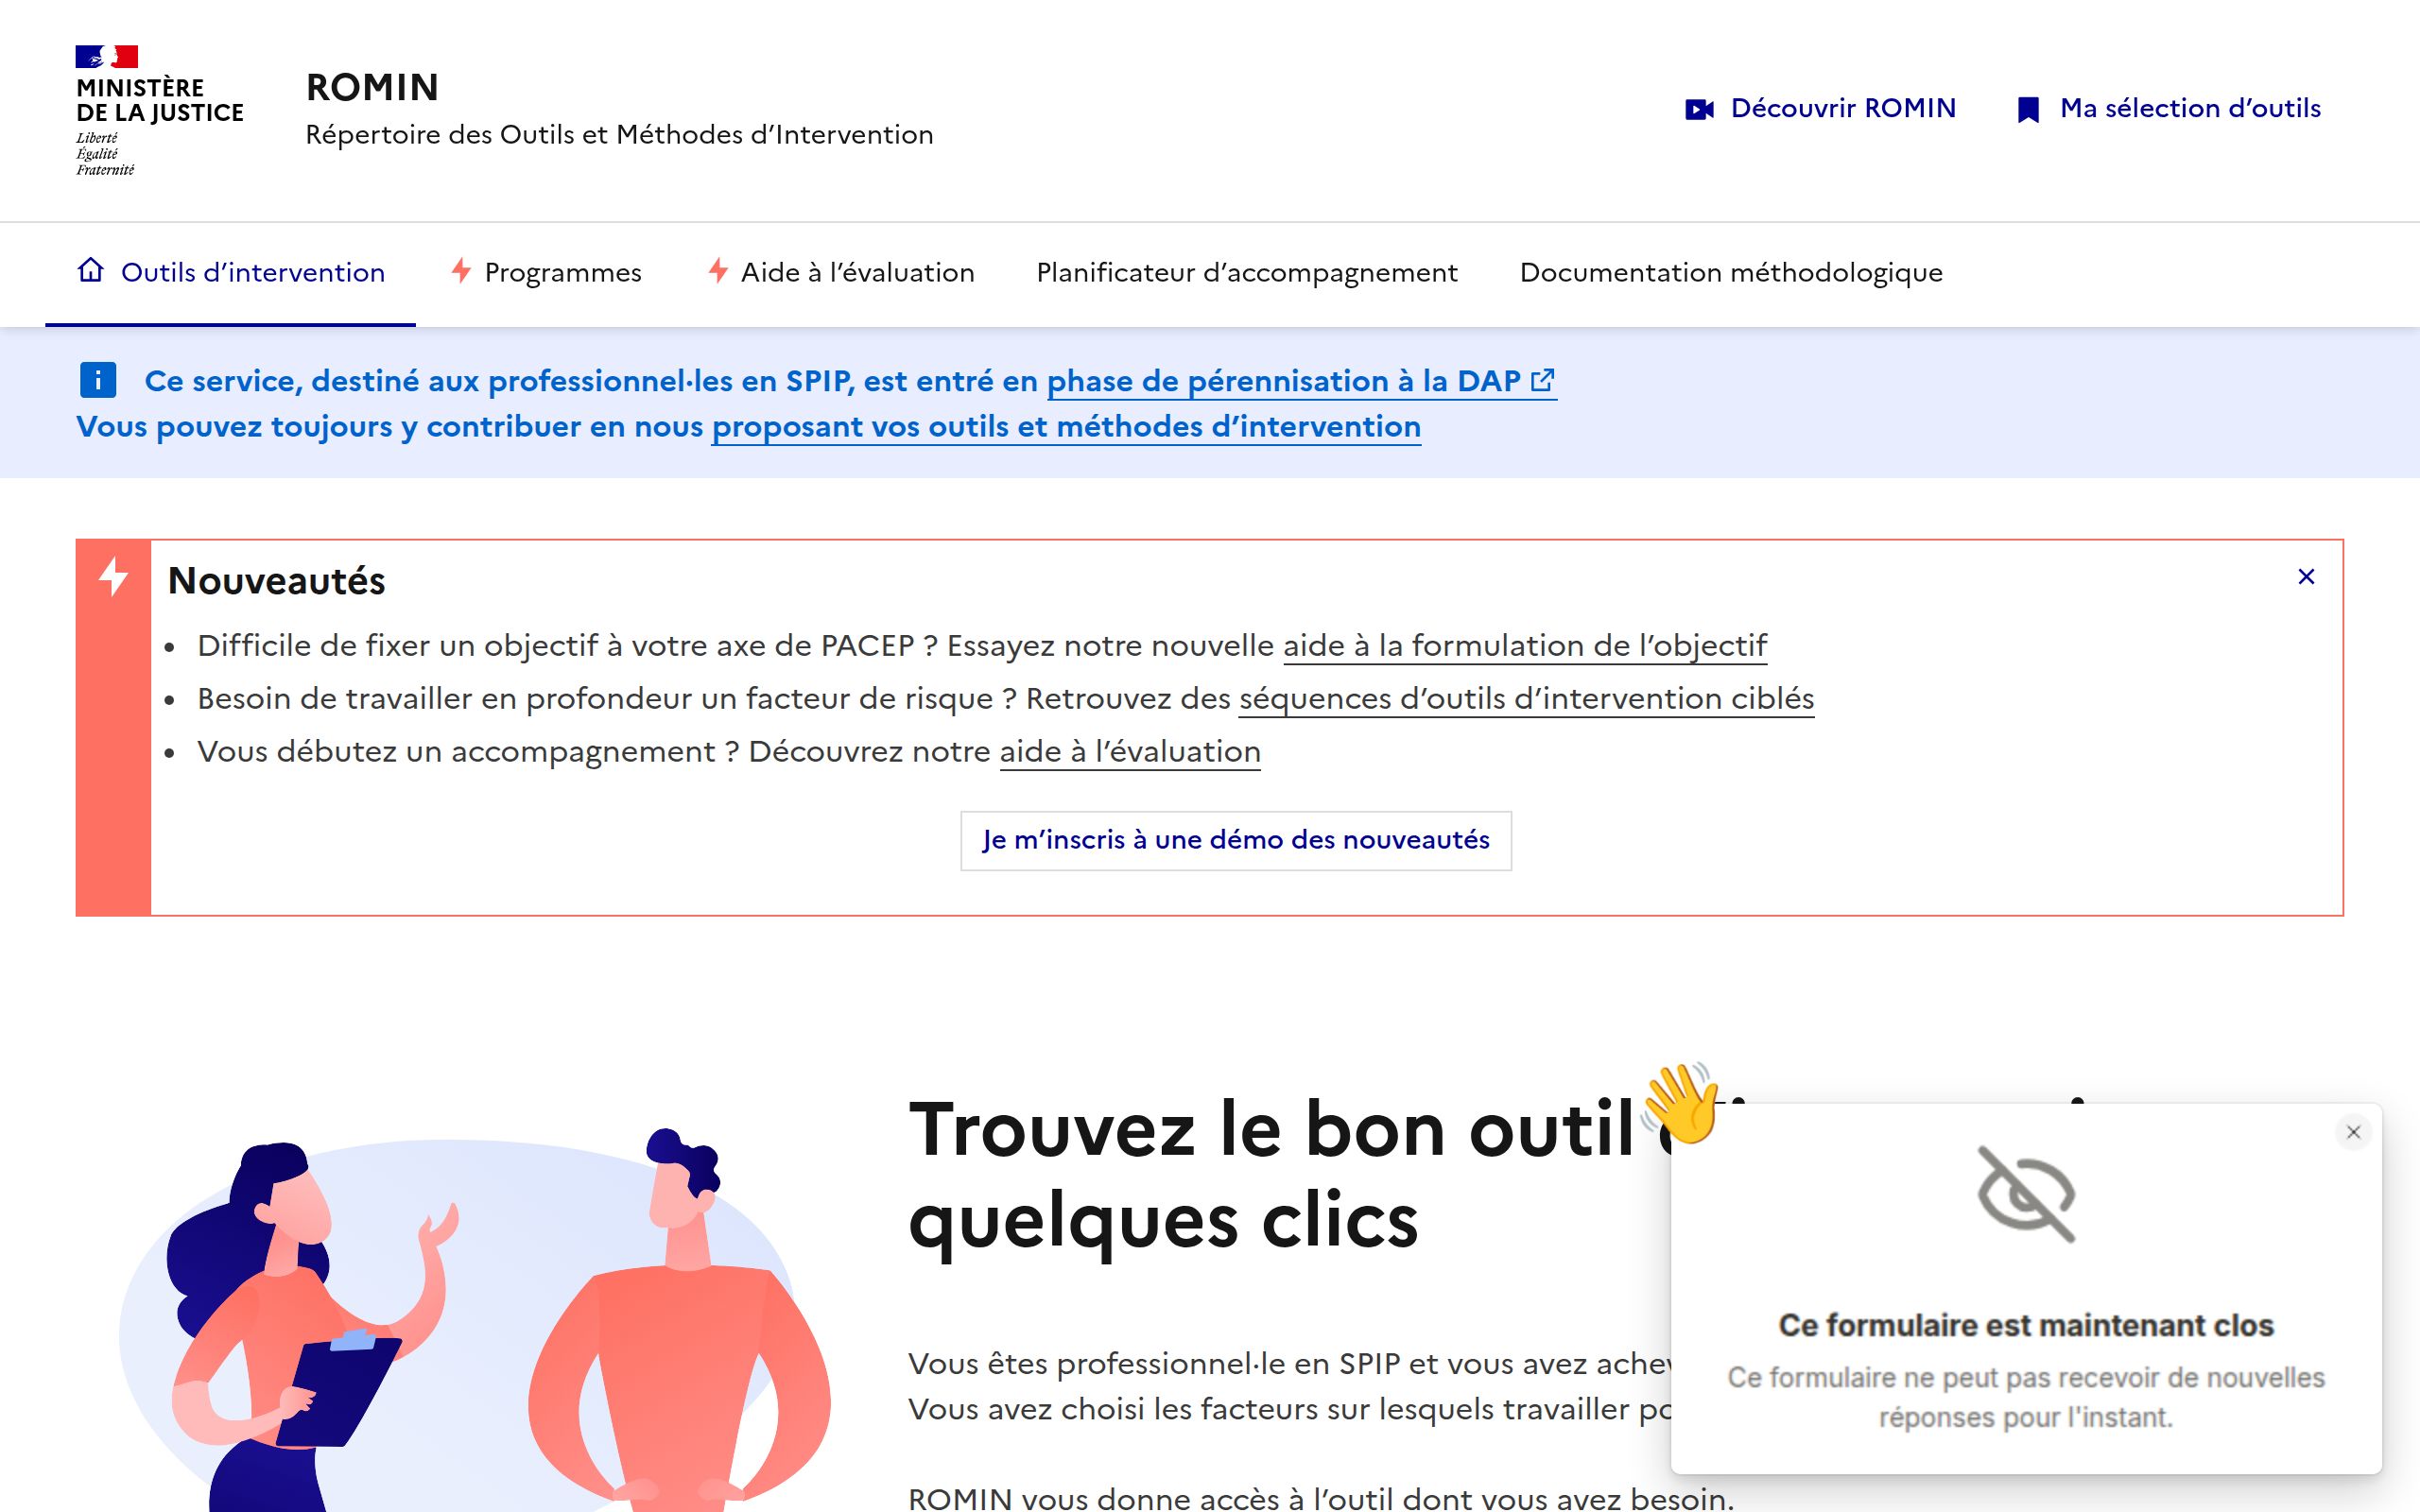 MINISTÈRE
DE LA JUSTICE
Liberté
Égalité
Fraternité
ROMIN
Répertoire des Outils et Méthodes d’Intervention
Découvrir ROMIN
Ma sélection d’outils
Outils d’intervention
Programmes
Aide à l’évaluation
Planificateur d’accompagnement
Documentation méthodologique
Ce service, destiné aux professionnel·les en SPIP, est entré en phase de pérennisation à la DAP
Vous pouvez toujours y contribuer en nous proposant vos outils et méthodes d’intervention
Nouveautés
Difficile de fixer un objectif à votre axe de PACEP ? Essayez notre nouvelle aide à la formulation de l’objectif
Besoin de travailler en profondeur un facteur de risque ? Retrouvez des séquences d’outils d’intervention ciblés
Vous débutez un accompagnement ? Découvrez notre aide à l’évaluation
Je m’inscris à une démo des nouveautés
Trouvez le bon outil
quelques clics
Vous êtes professionnel·le en SPIP et vous avez
Vous avez choisi les facteurs sur lesquels travailler
ROMIN vous donne accès à l’outil dont vous avez besoin.
Ce formulaire est maintenant clos
Ce formulaire ne peut pas recevoir de nouvelles
réponses pour l'instant.